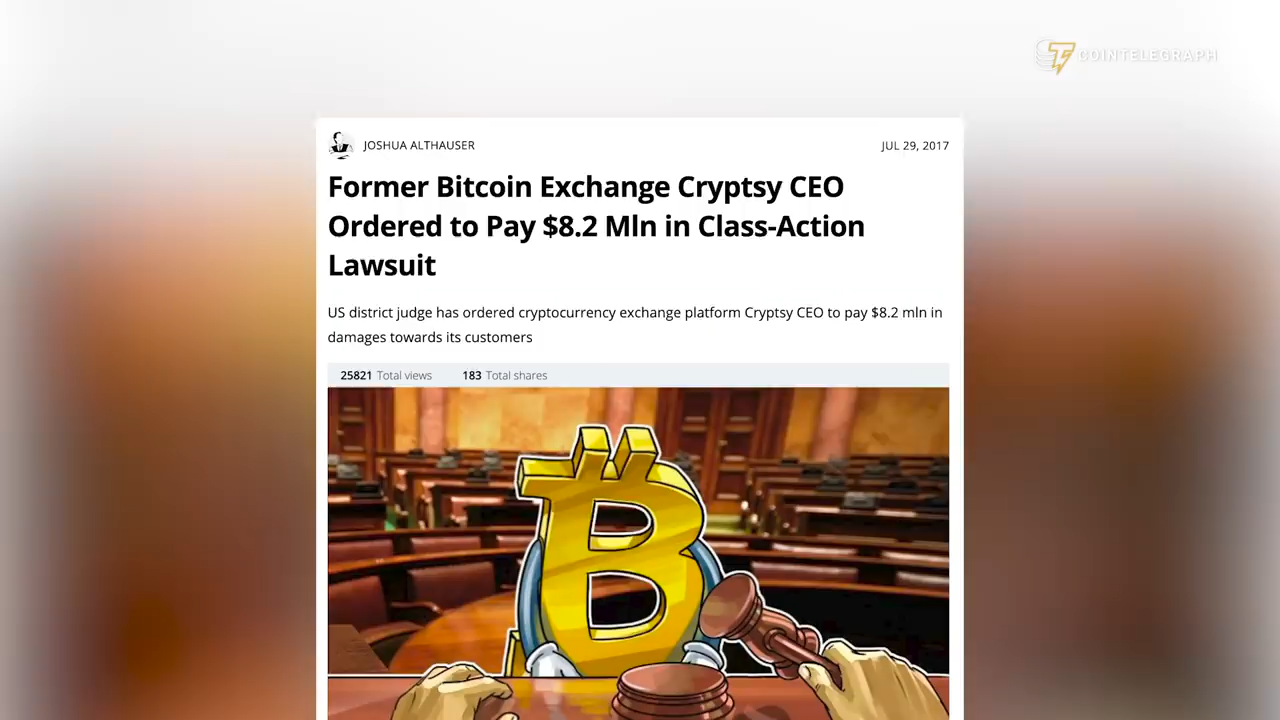 COINTELEGRAPH
JOSHUA ALTHAUSER
JUL 29, 2017
Former Bitcoin Exchange Cryptsy CEO
Ordered to Pay $8.2 Mln in Class-Action
Lawsuit
US district judge has ordered cryptocurrency exchange platform Cryptsy CEO to pay $8.2 mln in
damages towards its customers
25821 Total views 183 Total shares